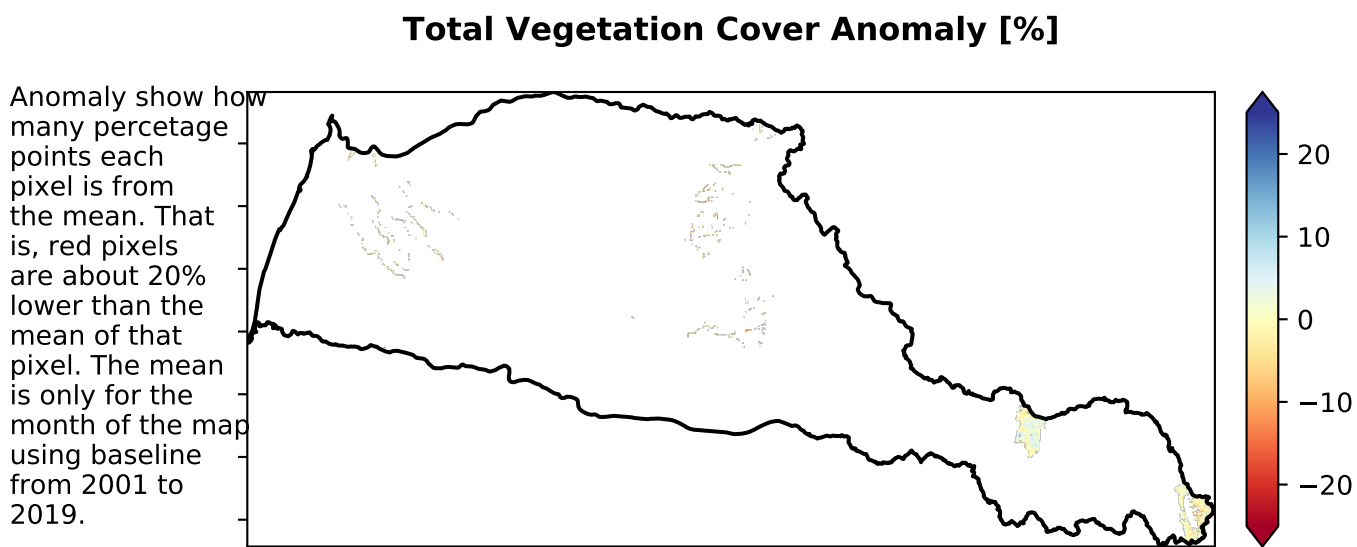 Total Vegetation Cover Anomaly [%]
Anomaly show how
many percetage
points each
pixel is from
the mean. That
is, red pixels
are about 20%
lower than the
mean of that
pixel. The mean
is only for the
month of the map
using baseline
from 2001 to
2019.
20
10
0
−10
−20